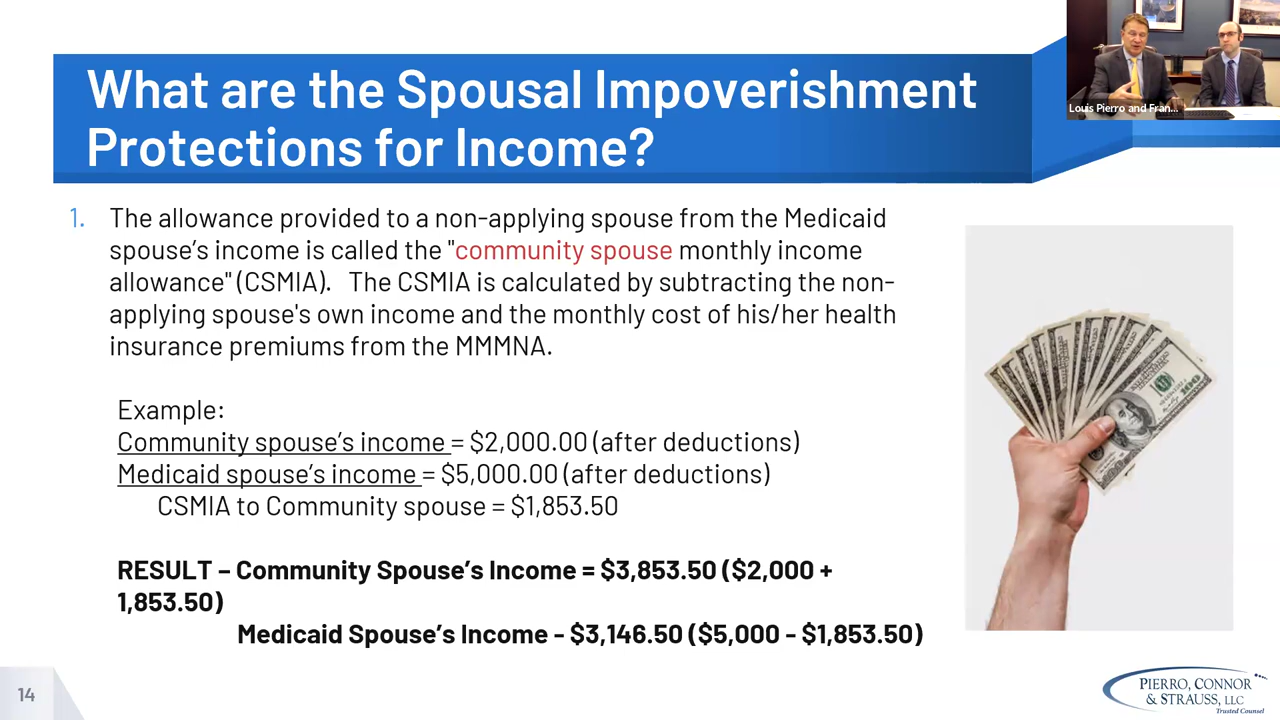 What are the Spousal Impoverishment
Protections for Income?
Louis Pierro and Fran...
1. The allowance provided to a non-applying spouse from the Medicaid
spouse's income is called the "community spouse monthly income
allowance" (CSMIA). The CSMIA is calculated by subtracting the non-
applying spouse's own income and the monthly cost of his/her health
insurance premiums from the MMMNA.
Example:
Community spouse's income = $2,000.00 (after deductions)
Medicaid spouse's income = $5,000.00 (after deductions)
CSMIA to Community spouse = $1,853.50
RESULT – Community Spouse's Income = $3,853.50 ($2,000 +
1,853.50)
Medicaid Spouse's Income - $3,146.50 ($5,000 - $1,853.50)
100
14
PIERRO, CONNOR
& STRAUSS, LLC
Trusted Counsel